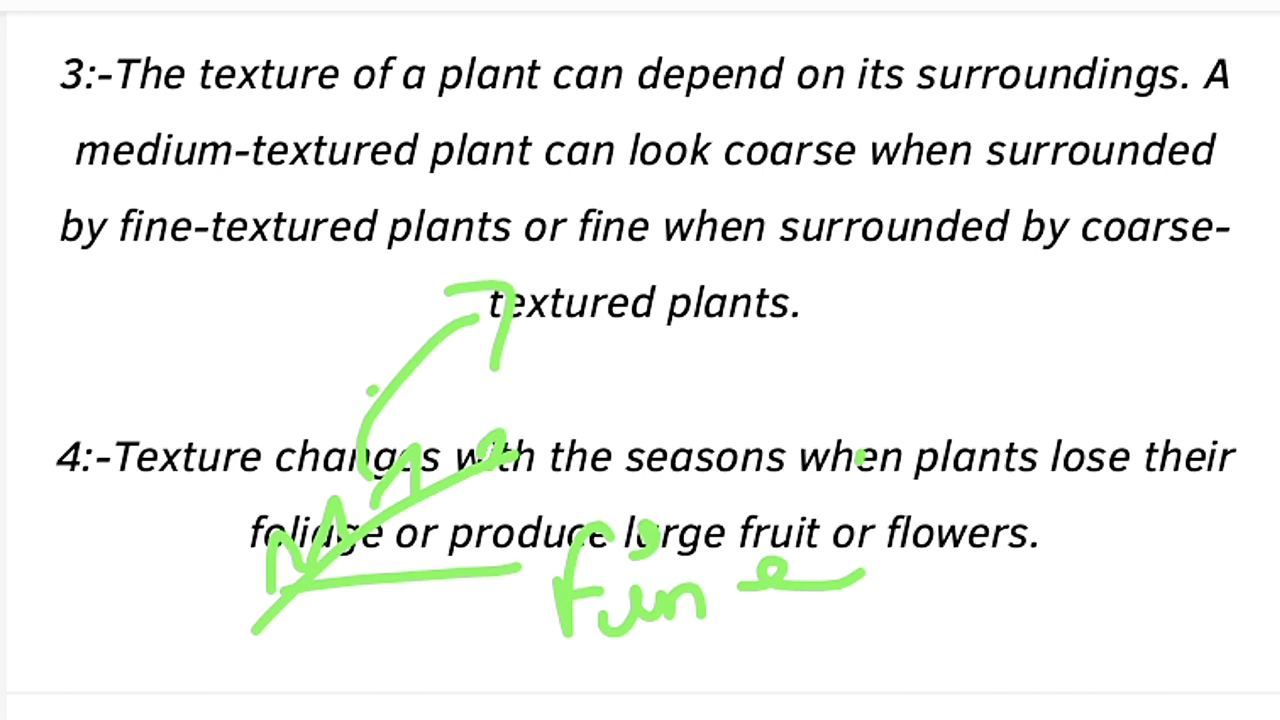 3:-The texture of a plant can depend on its surroundings. A
medium-textured plant can look coarse when surrounded
by fine-textured plants or fine when surrounded by coarse-
textured plants.
4:-Texture changes with the seasons when plants lose their
foliage or produce large fruit or flowers.
fine